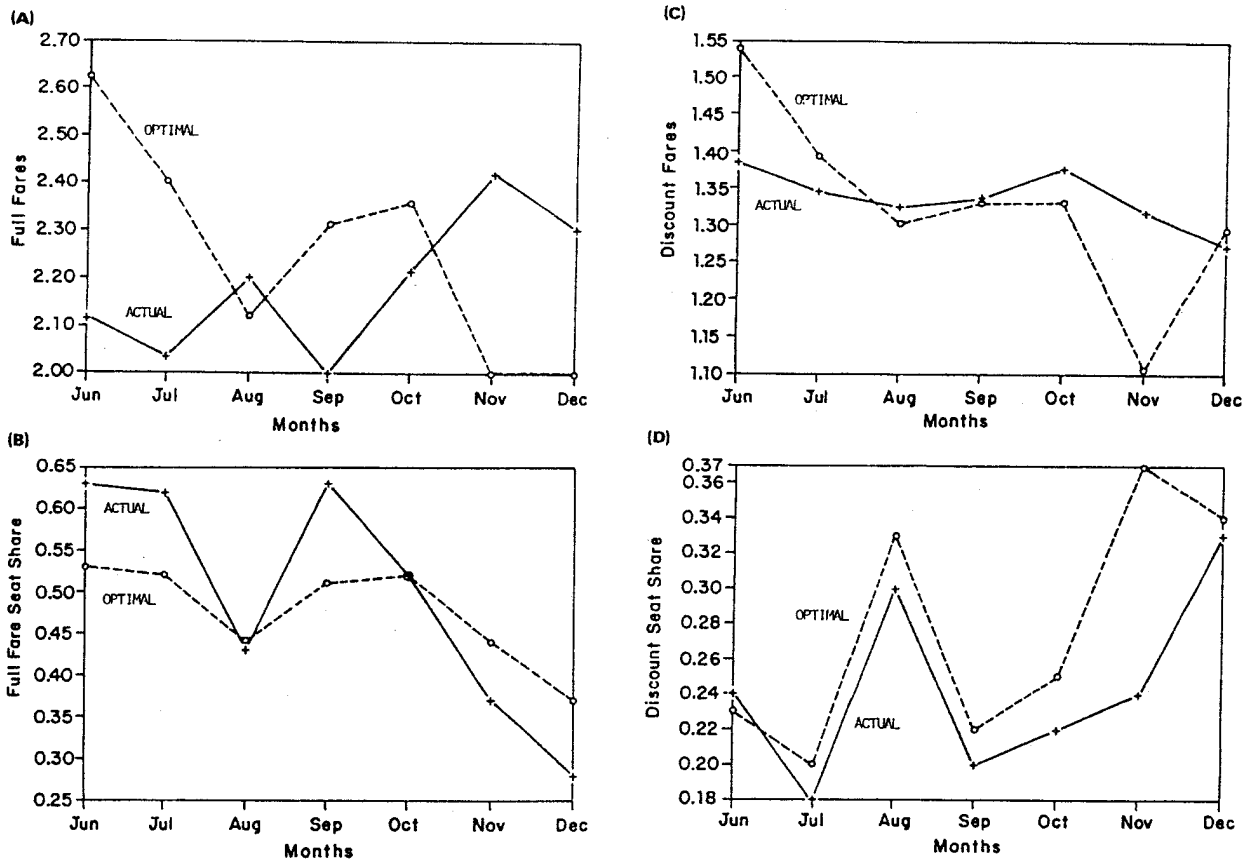 (A)
2.70
2.60
2.50
2.40
2.30
2.20
2.10
2.00
Full Fares
OPTIMAL
ACTUAL
Jun Jul Aug Sep Oct Nov Dec
Months
(C)
1.55
1.50
1.45
1.40
1.35
1.30
1.25
1.20
1.15
1.10
Discount Fares
OPTIMAL
ACTUAL
Jun Jul Aug Sep Oct Nov Dec
Months
(B)
0.65
0.60
0.55
0.50
0.45
0.40
0.35
0.30
0.25
Full Fare Seat Share
ACTUAL
OPTIMAL
Jun Jul Aug Sep Oct Nov Dec
Months
(D)
0.37
0.36
0.34
0.32
0.30
0.28
0.26
0.24
0.22
0.20
0.18
Discount Seat Share
OPTIMAL
ACTUAL
Jun Jul Aug Sep Oct Nov Dec
Months